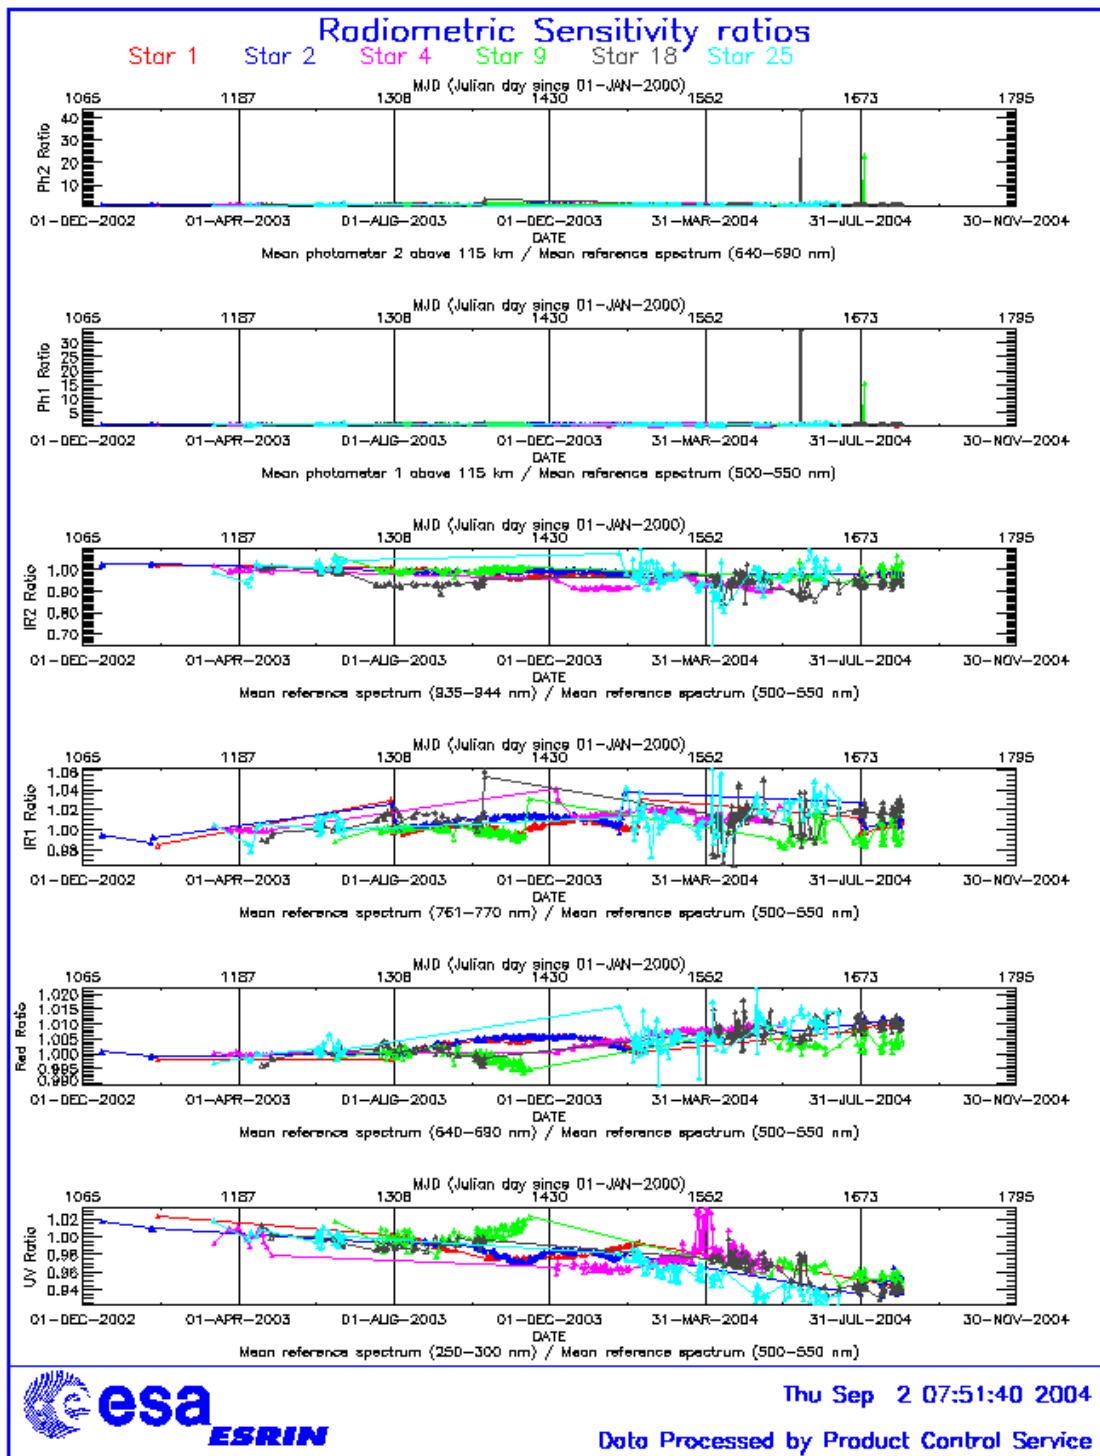 Radiometric Sensitivity ratios
Star 1 Star 2 Star 4 Star 9 Star 18 Star 25
MJD (Julian day since 01-JAN-2000)
1065 1187 1308 1430 1552 1673 1795
Ph2 Ratio
40
30
20
10
01-DEC-2002 01-APR-2003 01-AUG-2003 01-DEC-2003 31-MAR-2004 31-JUL-2004 30-NOV-2004
DATE
Mean photometer 2 above 115 km / Mean reference spectrum (640-690 nm)
MJD (Julian day since 01-JAN-2000)
1065 1187 1308 1430 1552 1673 1795
Ph1 Ratio
30
25
20
15
10
5
01-DEC-2002 01-APR-2003 01-AUG-2003 01-DEC-2003 31-MAR-2004 31-JUL-2004 30-NOV-2004
DATE
Mean photometer 1 above 115 km / Mean reference spectrum (500-550 nm)
MJD (Julian day since 01-JAN-2000)
1065 1187 1308 1430 1552 1673 1795
IR2 Ratio
1.00
0.90
0.80
0.70
01-DEC-2002 01-APR-2003 01-AUG-2003 01-DEC-2003 31-MAR-2004 31-JUL-2004 30-NOV-2004
DATE
Mean reference spectrum (935-944 nm) / Mean reference spectrum (500-550 nm)
MJD (Julian day since 01-JAN-2000)
1065 1187 1308 1430 1552 1673 1795
IR1 Ratio
1.06
1.04
1.02
1.00
0.98
01-DEC-2002 01-APR-2003 01-AUG-2003 01-DEC-2003 31-MAR-2004 31-JUL-2004 30-NOV-2004
DATE
Mean reference spectrum (761-770 nm) / Mean reference spectrum (500-550 nm)
MJD (Julian day since 01-JAN-2000)
1065 1187 1308 1430 1552 1673 1795
Red Ratio
1.020
1.015
1.010
1.005
1.000
0.995
0.990
01-DEC-2002 01-APR-2003 01-AUG-2003 01-DEC-2003 31-MAR-2004 31-JUL-2004 30-NOV-2004
DATE
Mean reference spectrum (640-690 nm) / Mean reference spectrum (500-550 nm)
MJD (Julian day since 01-JAN-2000)
1065 1187 1308 1430 1552 1673 1795
UV Ratio
1.02
1.00
0.98
0.96
0.94
01-DEC-2002 01-APR-2003 01-AUG-2003 01-DEC-2003 31-MAR-2004 31-JUL-2004 30-NOV-2004
DATE
Mean reference spectrum (250-300 nm) / Mean reference spectrum (500-550 nm)
esa
ESRIN
Thu Sep 2 07:51:40 2004
Data Processed by Product Control Service